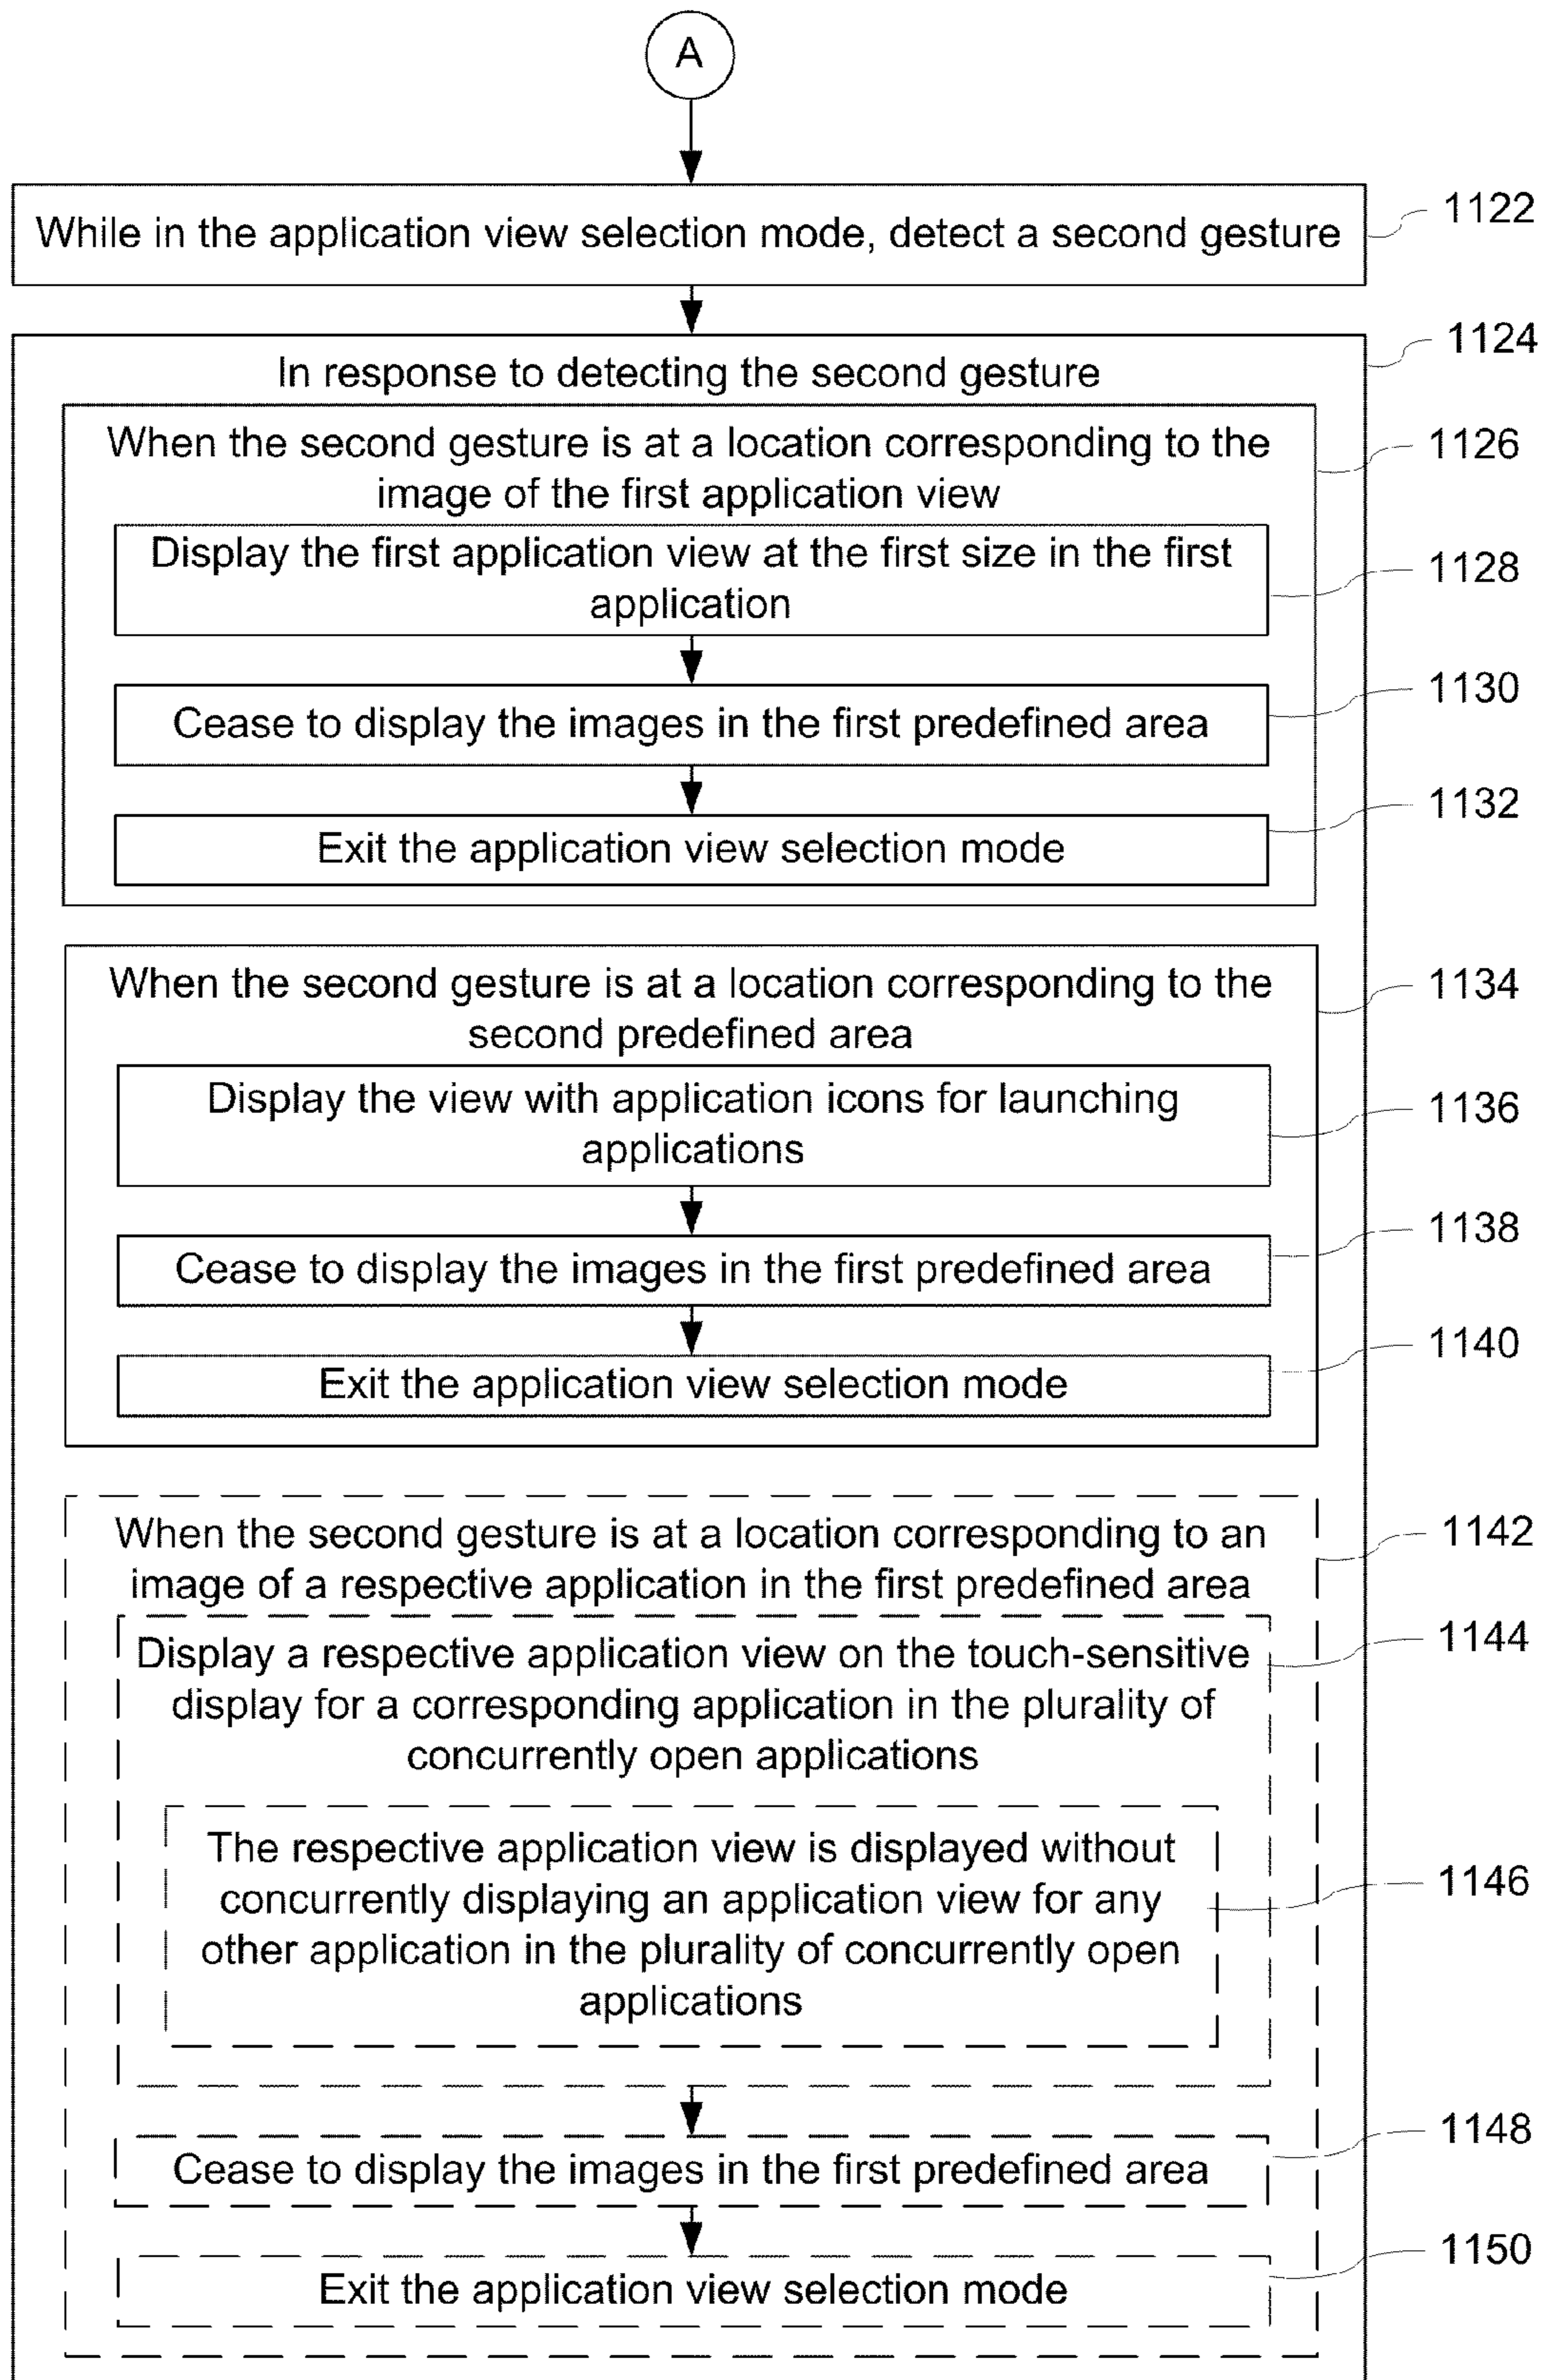 A
While in the application view selection mode, detect a second gesture
1122
1124
In response to detecting the second gesture
When the second gesture is at a location corresponding to the
image of the first application view
1126
Display the first application view at the first size in the first
application
1128
Cease to display the images in the first predefined area
1130
Exit the application view selection mode
1132
When the second gesture is at a location corresponding to the
second predefined area
1134
Display the view with application icons for launching
applications
1136
Cease to display the images in the first predefined area
1138
Exit the application view selection mode
1140
When the second gesture is at a location corresponding to an
image of a respective application in the first predefined area
1142
Display a respective application view on the touch-sensitive
display for a corresponding application in the plurality of
concurrently open applications
1144
The respective application view is displayed without
concurrently displaying an application view for any
other application in the plurality of concurrently open
applications
1146
Cease to display the images in the first predefined area
1148
Exit the application view selection mode
1150